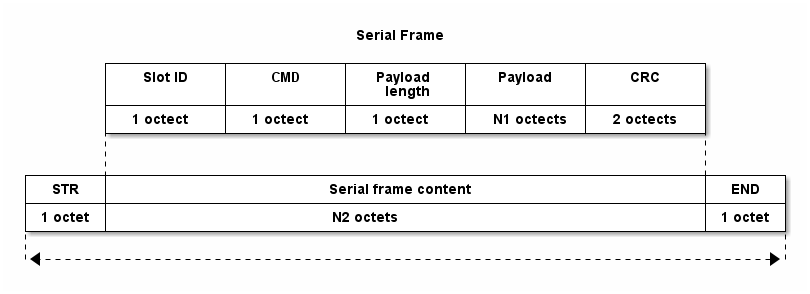 Serial Frame
Slot ID CMD Payload length Payload CRC
1 octect 1 octect 1 octect N1 octects 2 octects
STR Serial frame content END
1 octet N2 octets 1 octet